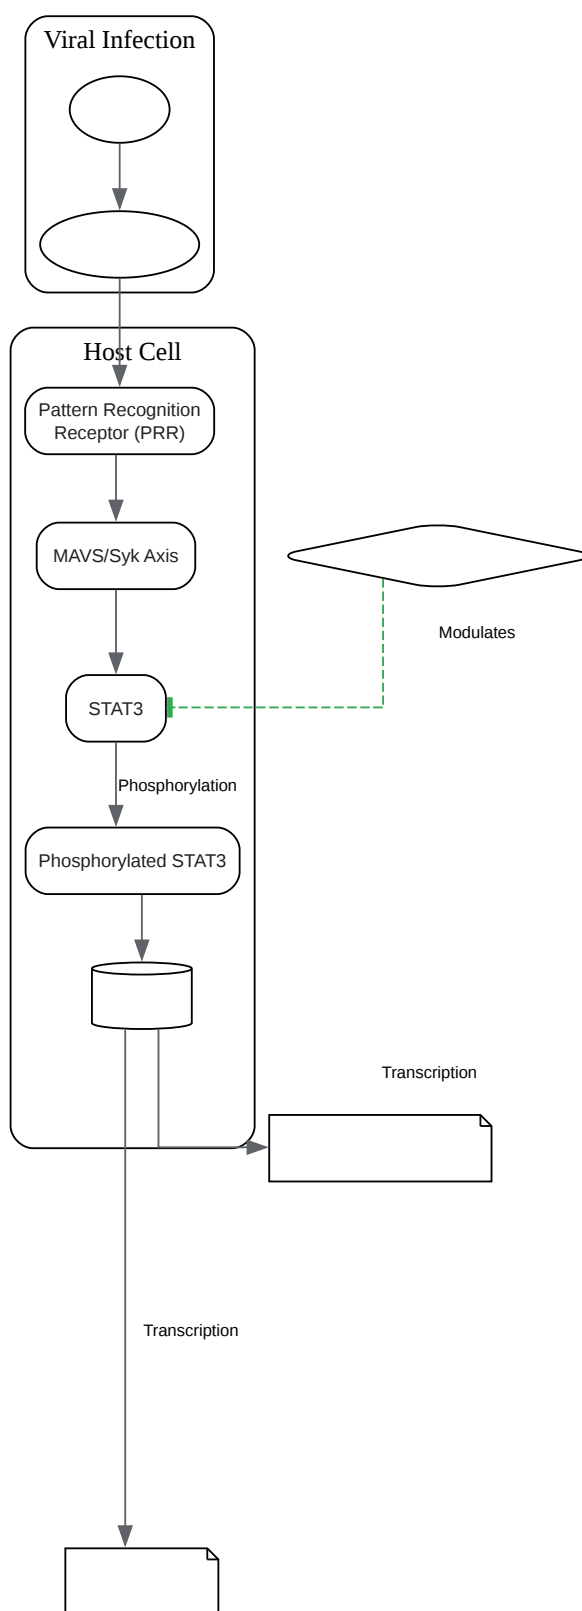 Viral Infection
Host Cell
Pattern Recognition
Receptor (PRR)
MAVS/Syk Axis
Modulates
STAT3
Phosphorylation
Phosphorylated STAT3
Transcription
Transcription